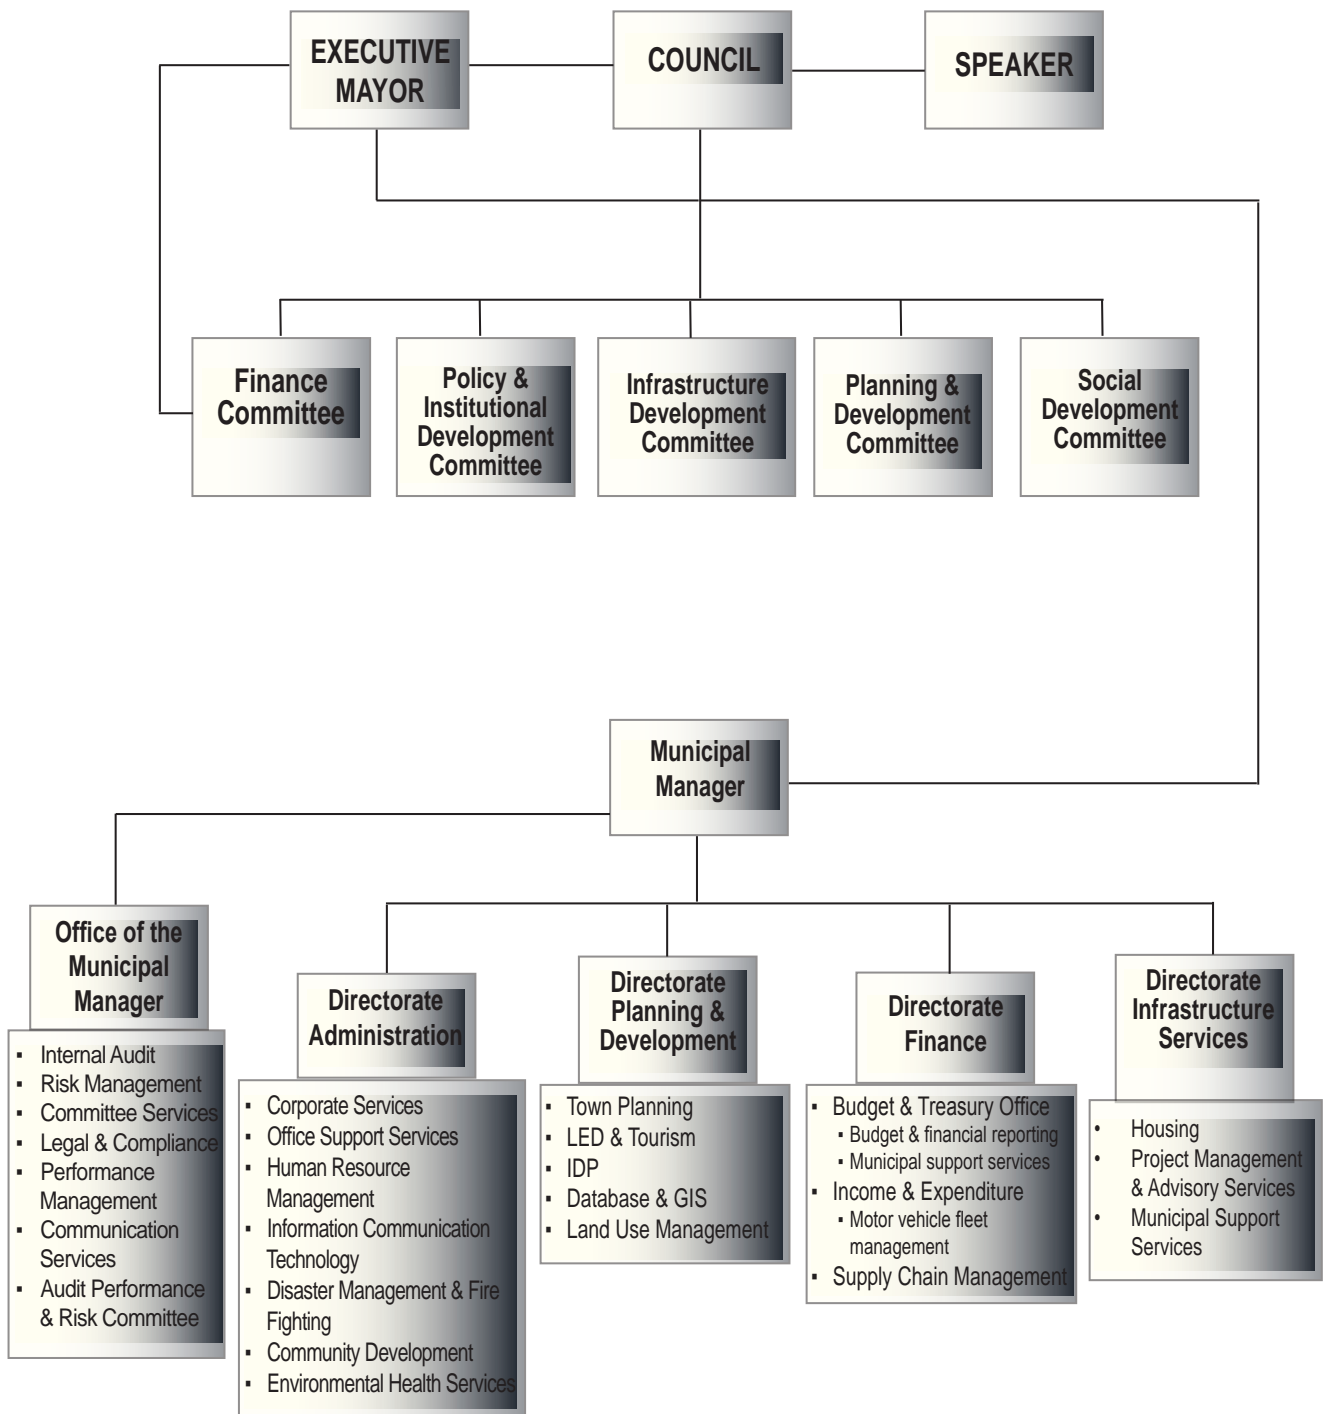 EXECUTIVE
MAYOR
COUNCIL
SPEAKER
Finance
Committee
Policy &
Institutional
Development
Committee
Infrastructure
Development
Committee
Planning &
Development
Committee
Social
Development
Committee
Municipal
Manager
Office of the
Municipal
Manager
▪ Internal Audit
▪ Risk Management
▪ Committee Services
▪ Legal & Compliance
▪ Performance
Management
▪ Communication
Services
▪ Audit Performance
& Risk Committee
Directorate
Administration
▪ Corporate Services
▪ Office Support Services
▪ Human Resource
Management
▪ Information Communication
Technology
▪ Disaster Management & Fire
Fighting
▪ Community Development
▪ Environmental Health Services
Directorate
Planning &
Development
▪ Town Planning
▪ LED & Tourism
▪ IDP
▪ Database & GIS
▪ Land Use Management
Directorate
Finance
▪ Budget & Treasury Office
▪ Budget & financial reporting
▪ Municipal support services
▪ Income & Expenditure
▪ Motor vehicle fleet
management
▪ Supply Chain Management
Directorate
Infrastructure
Services
• Housing
• Project Management
& Advisory Services
• Municipal Support
Services